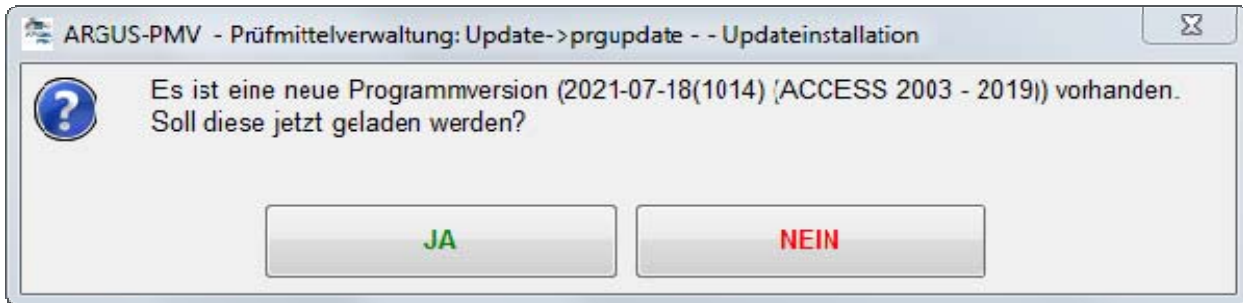 ARGUS-PMV - Prüfmittelverwaltung: Update->prgupdate - - Updateinstallation
Es ist eine neue Programmversion (2021-07-18(1014) (ACCESS 2003 - 2019)) vorhanden.
Soll diese jetzt geladen werden?
JA
NEIN